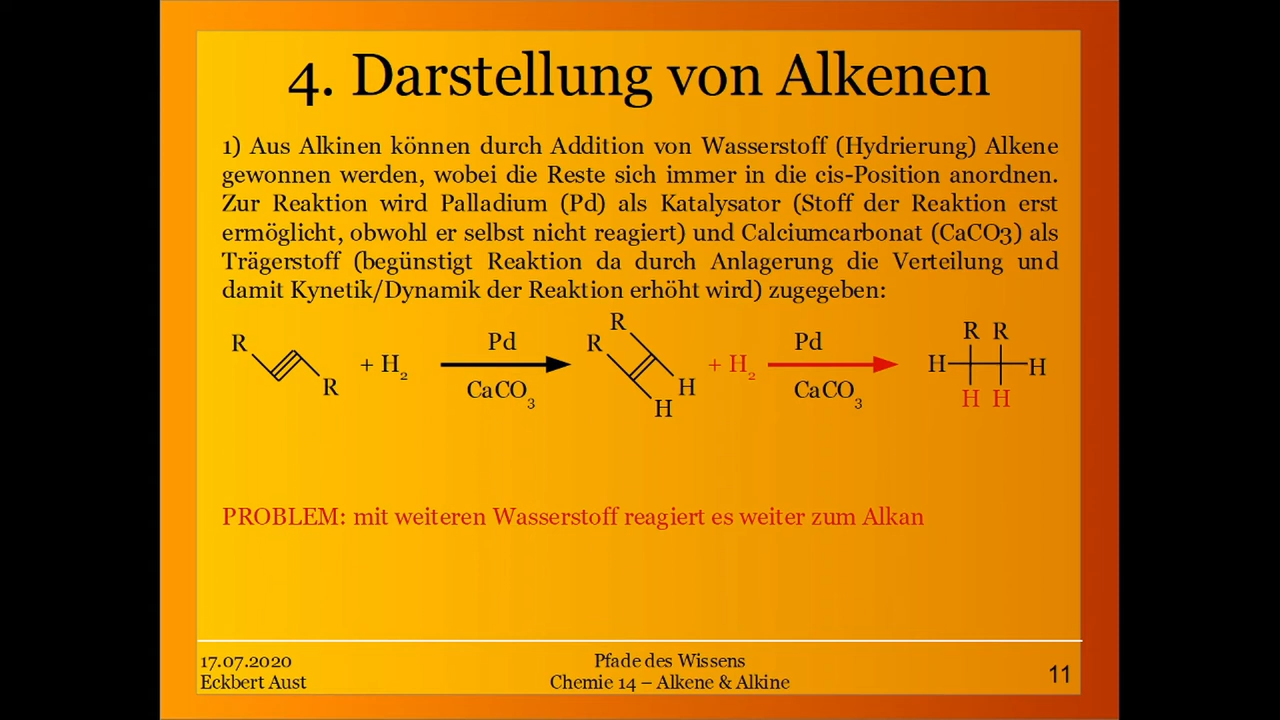 4. Darstellung von Alkenen
1) Aus Alkinen können durch Addition von Wasserstoff (Hydrierung) Alkene
gewonnen werden, wobei die Reste sich immer in die cis-Position anordnen.
Zur Reaktion wird Palladium (Pd) als Katalysator (Stoff der Reaktion erst
ermöglicht, obwohl er selbst nicht reagiert) und Calciumcarbonat (CaCO3) als
Trägerstoff (begünstigt Reaktion da durch Anlagerung die Verteilung und
damit Kynetik/Dynamik der Reaktion erhöht wird) zugegeben:
R
R
+ H2
Pd
CaCO3
R
R
H
H
+ H2
Pd
CaCO3
R R
H
H
H H
PROBLEM: mit weiteren Wasserstoff reagiert es weiter zum Alkan
17.07.2020
Eckbert Aust
Pfade des Wissens
Chemie 14 – Alkene & Alkine
11